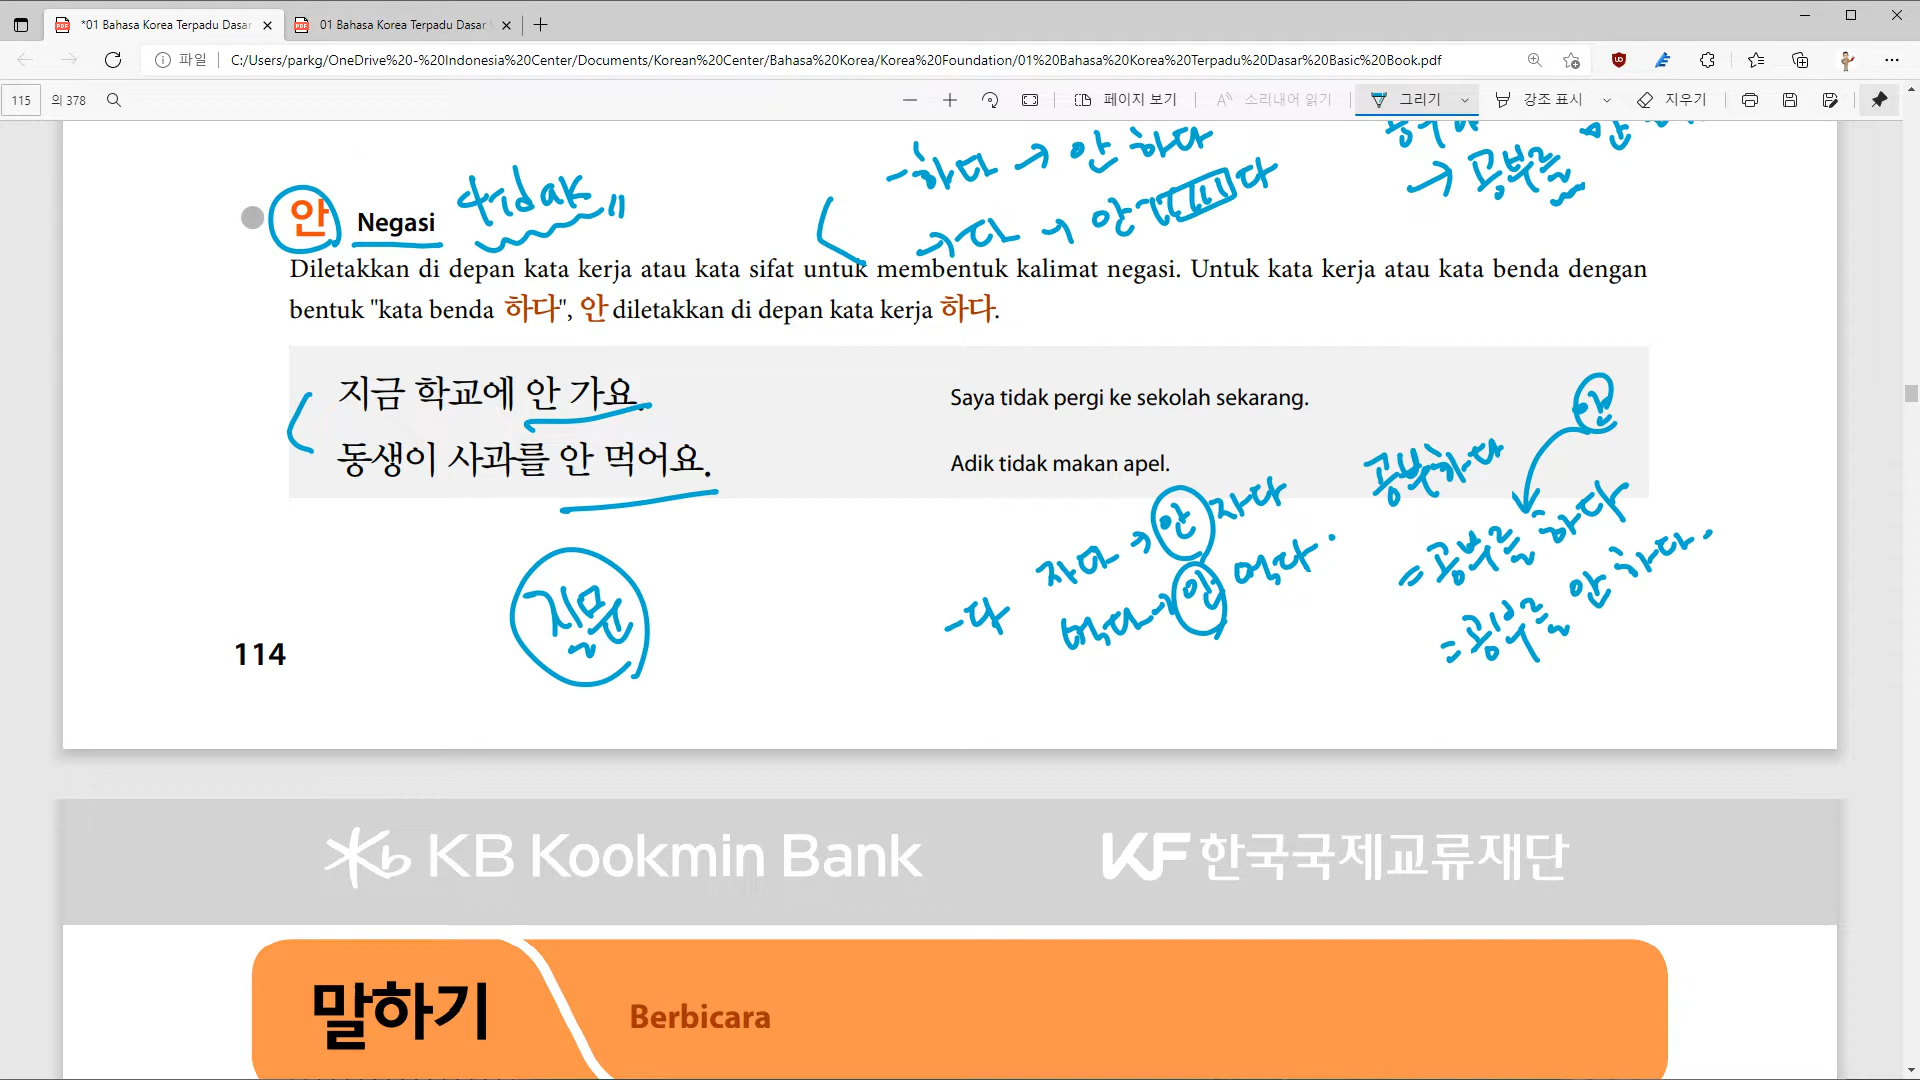 *01 Bahasa Korea Terpadu Dasar
01 Bahasa Korea Terpadu Dasar
파일
C:/Users/parkg/OneDrive%20-%20Indonesia%20Center/Documents/Korean%20Center/Bahasa%20Korea/Korea%20Foundation/01%20Bahasa%20Korea%20Terpadu%20Dasar%20Basic%20Book.pdf
115 의 378
페이지 보기
소리내어 읽기
그리기
강조 표시
지우기
-하다 → 안 하다
→ 공부를
안 Negasi tidak
→ 다 → 안 다
Diletakkan di depan kata kerja atau kata sifat untuk membentuk kalimat negasi. Untuk kata kerja atau kata benda dengan
bentuk "kata benda 하다", 안 diletakkan di depan kata kerja 하다.
지금 학교에 안 가요.
Saya tidak pergi ke sekolah sekarang.
안
동생이 사과를 안 먹어요.
Adik tidak makan apel.
공부하다
자다 → 안 자다
= 공부를 하다
-다
먹다 → 안 먹다.
= 공부를 안 하다.
질문
114
KB Kookmin Bank
KF 한국국제교류재단
말하기
Berbicara